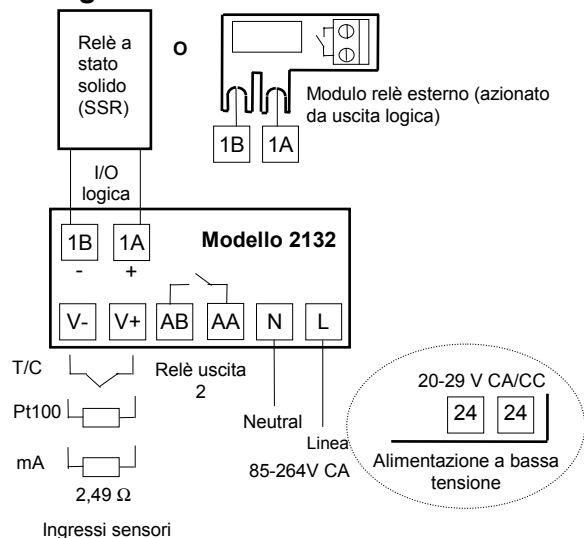 Relè a
stato
solido
(SSR)
o
Modulo relè esterno (azionato
da uscita logica)
1B
1A
I/O
logica
1B
1A
Modello 2132
-
+
V-
V+
AB
AA
N
L
T/C
Relè uscita
2
Pt100
Neutral
Linea
mA
85-264V CA
2,49 Ω
Ingressi sensori
20-29 V CA/CC
24
24
Alimentazione a bassa
tensione